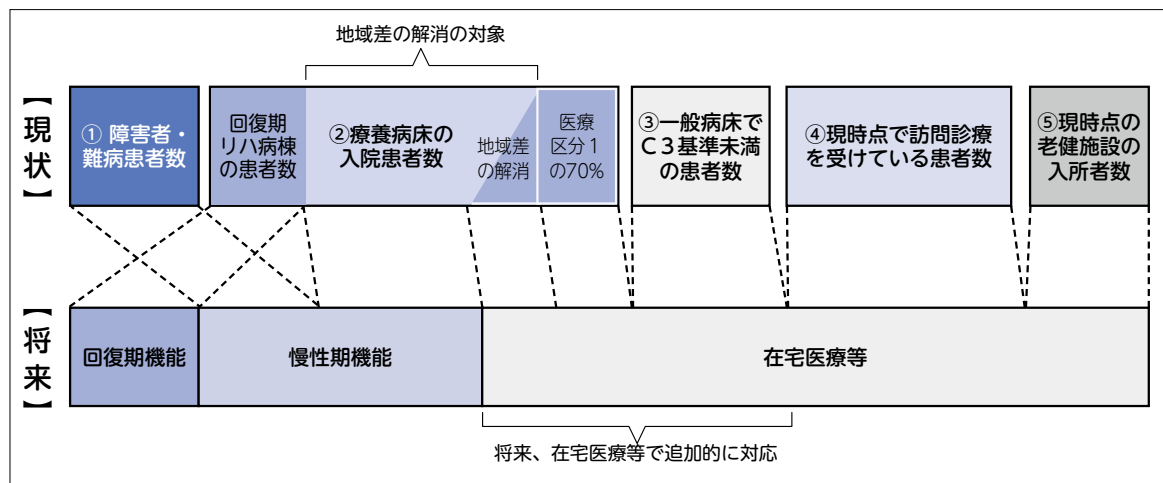 地域差の解消の対象
【現状】
① 障害者・
難病患者数
回復期
リハ病棟
の患者数
②療養病床の
入院患者数
地域差
の解消
医療
区分1
の70%
③一般病床で
C3基準未満
の患者数
④現時点で訪問診療
を受けている患者数
⑤現時点の
老健施設の
入所者数
【将来】
回復期機能
慢性期機能
在宅医療等
将来、在宅医療等で追加的に対応